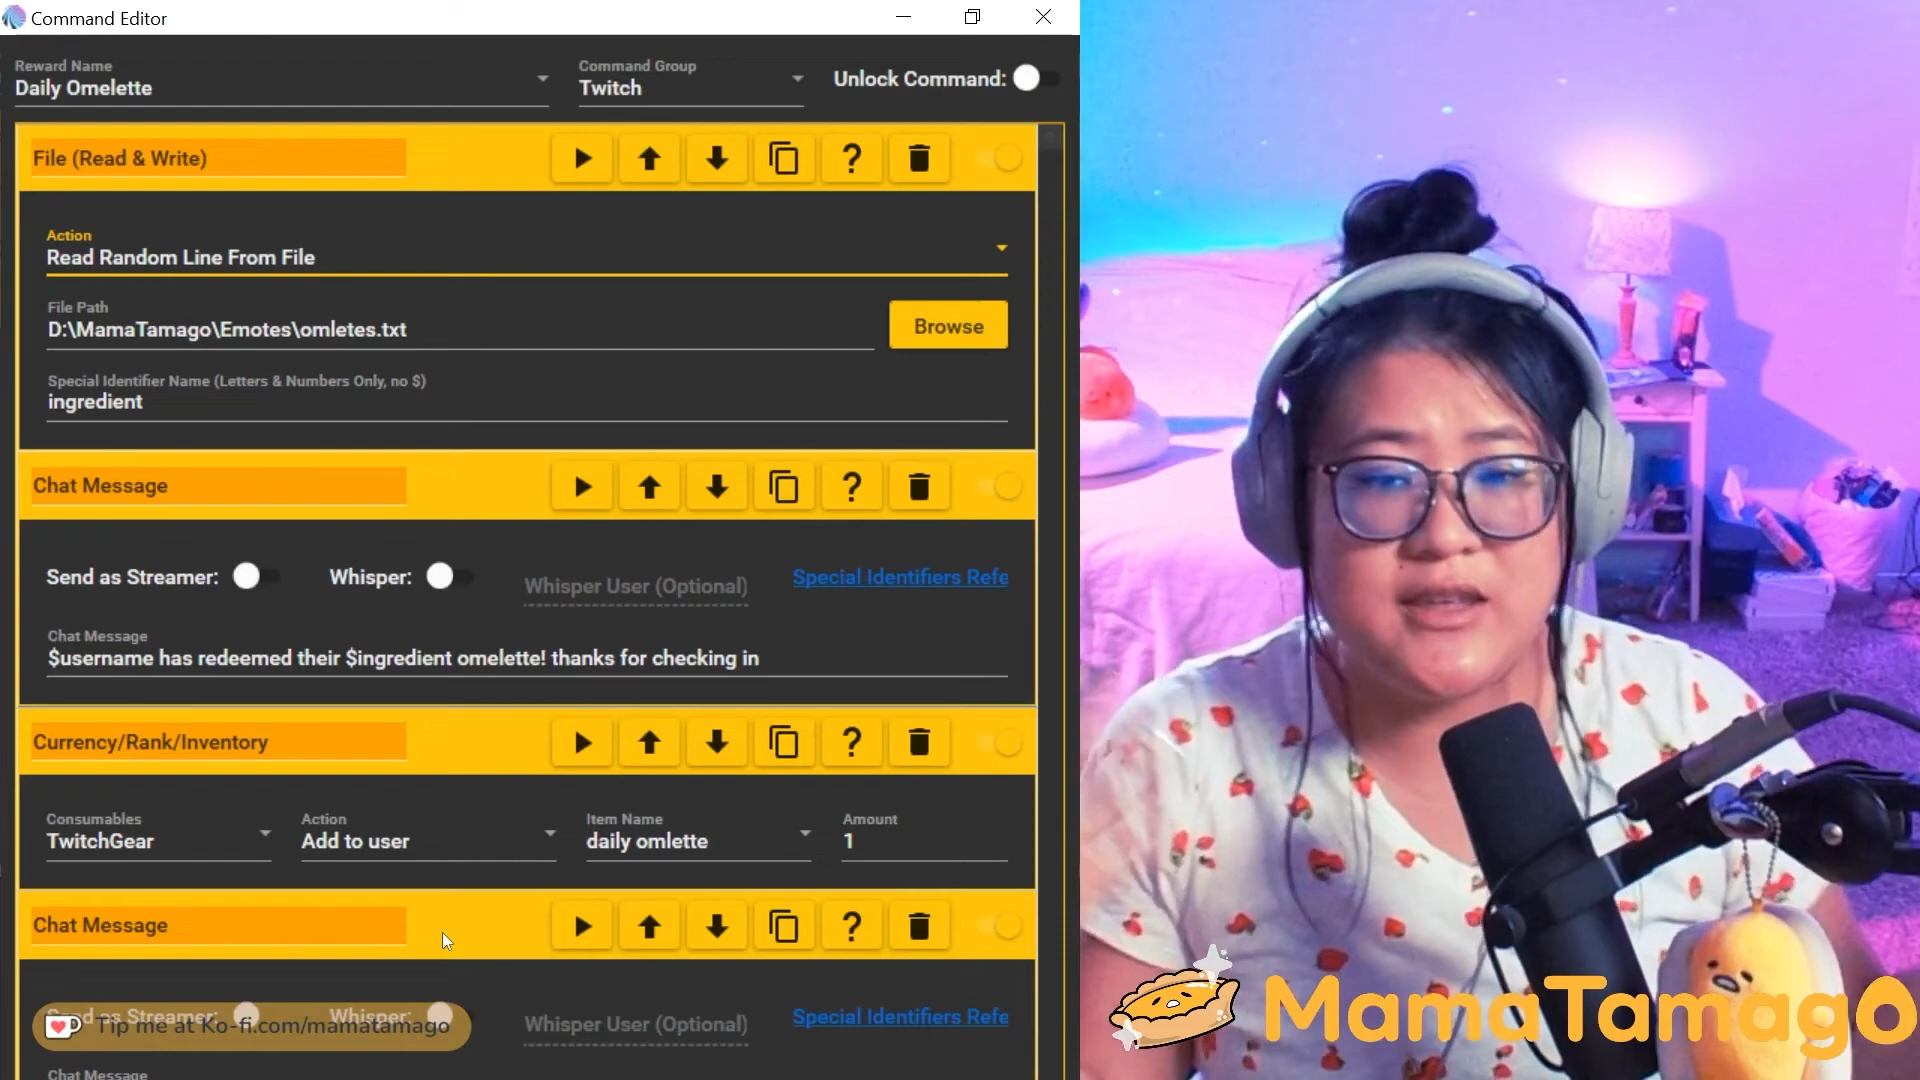 Command Editor
Reward Name
Daily Omelette
Command Group
Twitch
Unlock Command:
File (Read & Write)
?
Action
Read Random Line From File
File Path
D:\MamaTamago\Emotes\omletes.txt
Browse
Special Identifier Name (Letters & Numbers Only, no $)
ingredient
Chat Message
?
Send as Streamer:
Whisper:
Whisper User (Optional)
Special Identifiers Refe
Chat Message
$username has redeemed their $ingredient omelette! thanks for checking in
Currency/Rank/Inventory
?
Consumables
TwitchGear
Action
Add to user
Item Name
daily omlette
Amount
1
Chat Message
?
Send as Streamer:
Whisper:
Tip me at Ko-fi.com/mamatamago
Whisper User (Optional)
Special Identifiers Refe
Chat Message
MamaTamago